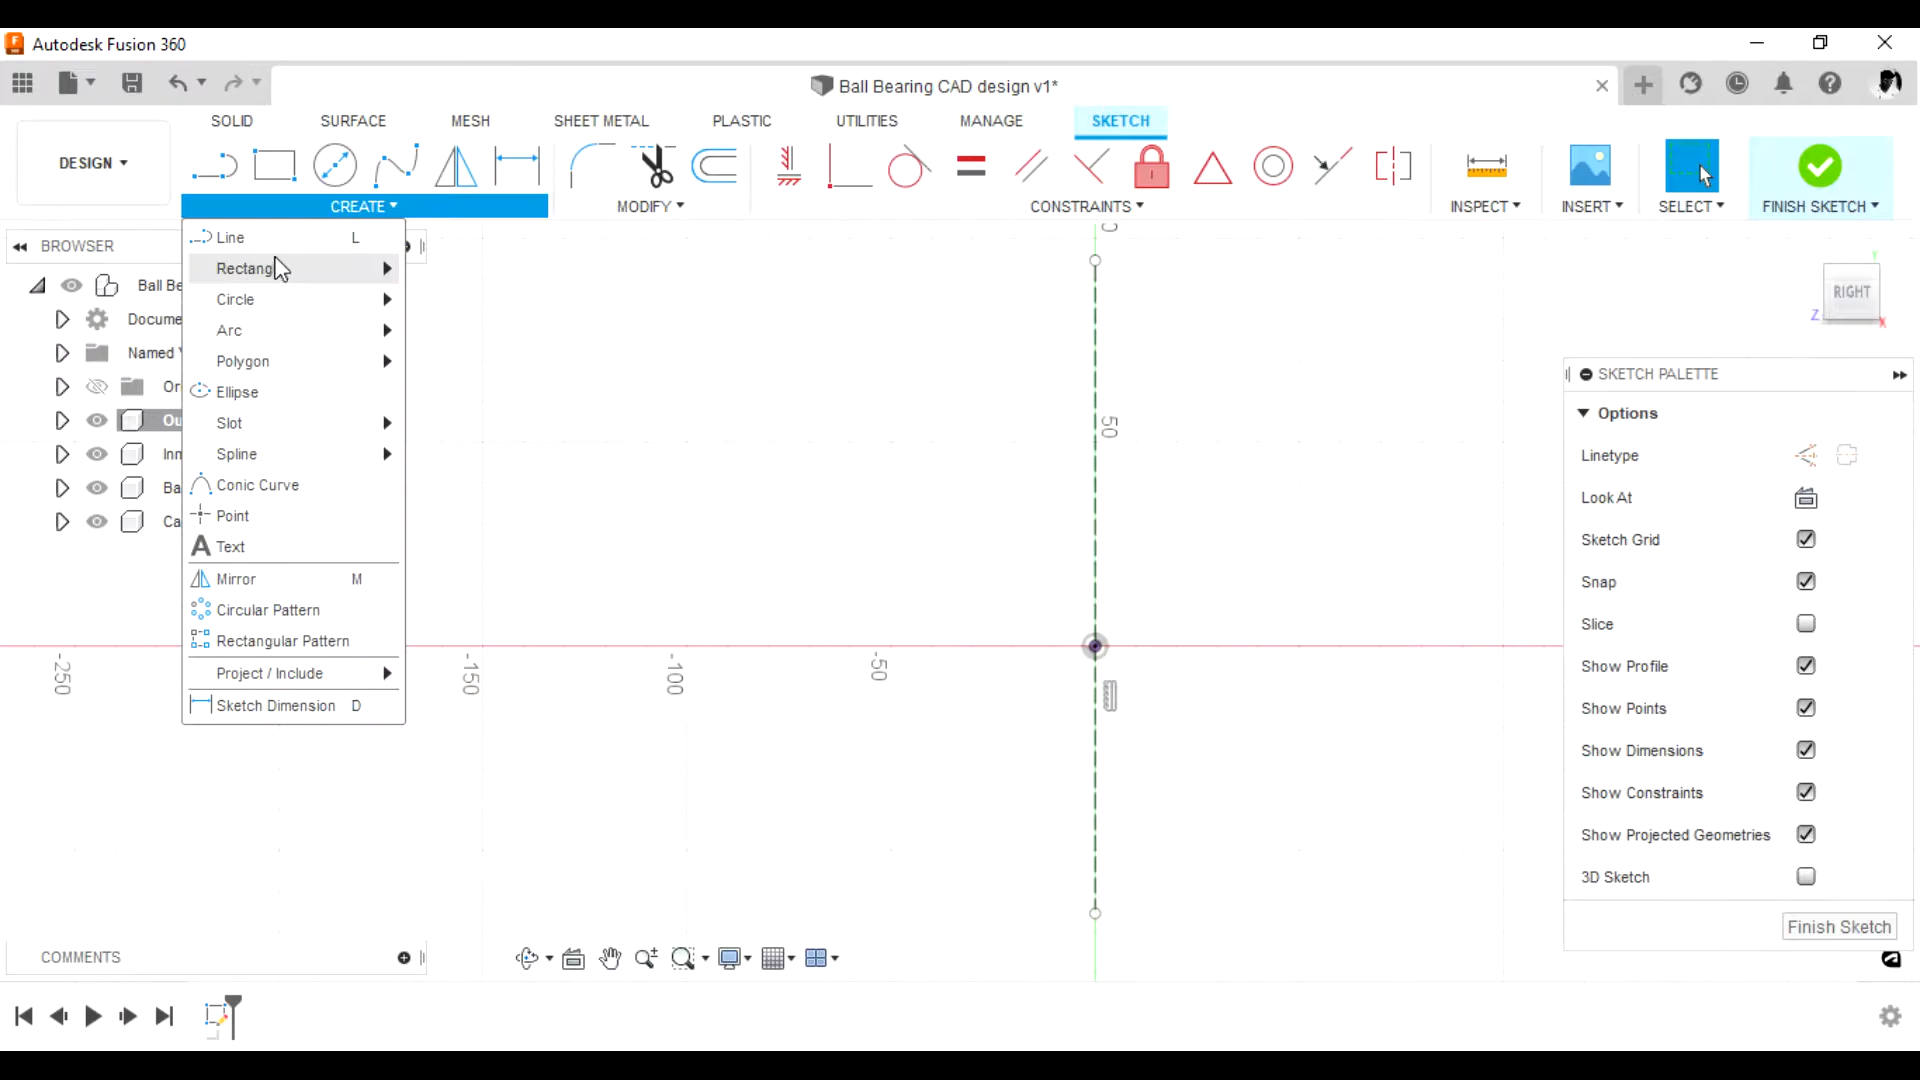 Autodesk Fusion 360
Ball Bearing CAD design v1*
SOLID SURFACE MESH SHEET METAL PLASTIC UTILITIES MANAGE SKETCH
DESIGN
CREATE MODIFY CONSTRAINTS INSPECT INSERT SELECT FINISH SKETCH
BROWSER
Line L
Rectang
Circle
Arc
Polygon
Ellipse
Slot
Spline
Conic Curve
Point
Text
Mirror M
Circular Pattern
Rectangular Pattern
Project / Include
Sketch Dimension D
Ball Be
Docume
Named
Or
Ou
Inn
Ba
Ca
50
-250
-150
-100
-50
RIGHT
Z
X
Y
SKETCH PALETTE
Options
Linetype
Look At
Sketch Grid
Snap
Slice
Show Profile
Show Points
Show Dimensions
Show Constraints
Show Projected Geometries
3D Sketch
Finish Sketch
COMMENTS